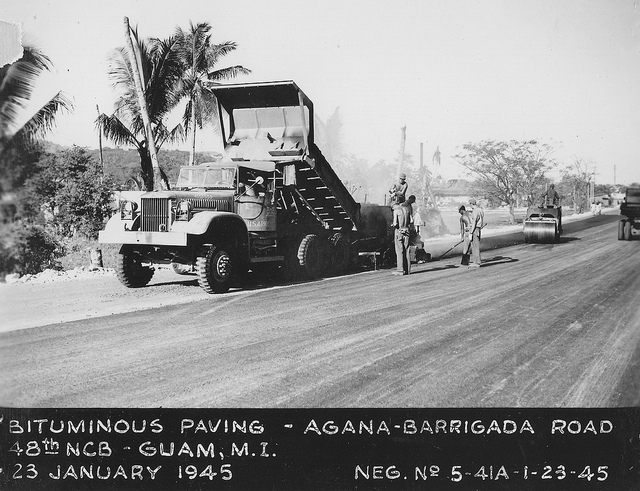 BITUMINOUS PAVING - AGANA-BARRIGADA ROAD
48th NCB - GUAM, M.I.
23 JANUARY 1945 NEG. Nº 5-41A-1-23-45